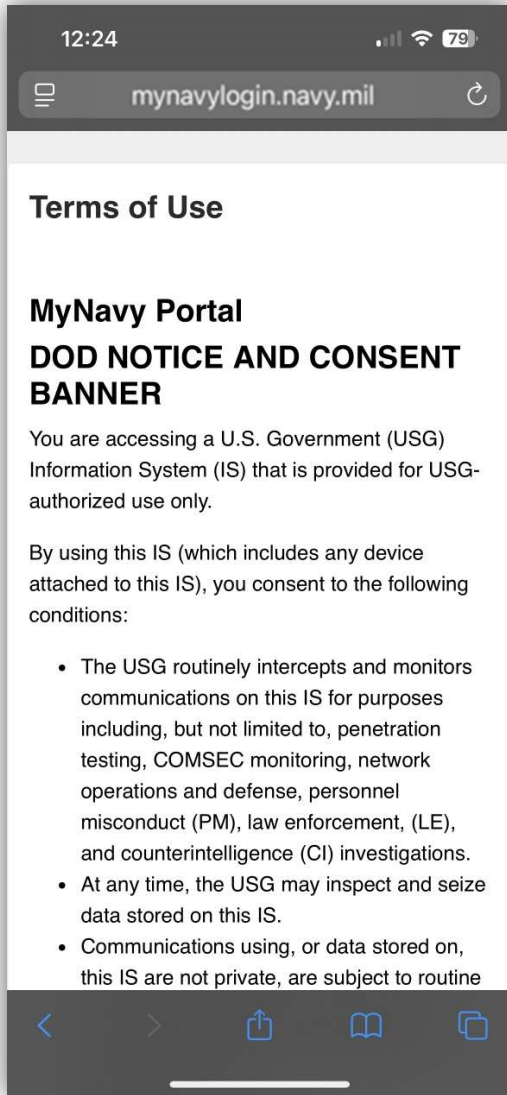 12:24
79
mynavylogin.navy.mil
Terms of Use
MyNavy Portal
DOD NOTICE AND CONSENT
BANNER
You are accessing a U.S. Government (USG)
Information System (IS) that is provided for USG-
authorized use only.
By using this IS (which includes any device
attached to this IS), you consent to the following
conditions:
• The USG routinely intercepts and monitors
communications on this IS for purposes
including, but not limited to, penetration
testing, COMSEC monitoring, network
operations and defense, personnel
misconduct (PM), law enforcement, (LE),
and counterintelligence (CI) investigations.
• At any time, the USG may inspect and seize
data stored on this IS.
• Communications using, or data stored on,
this IS are not private, are subject to routine